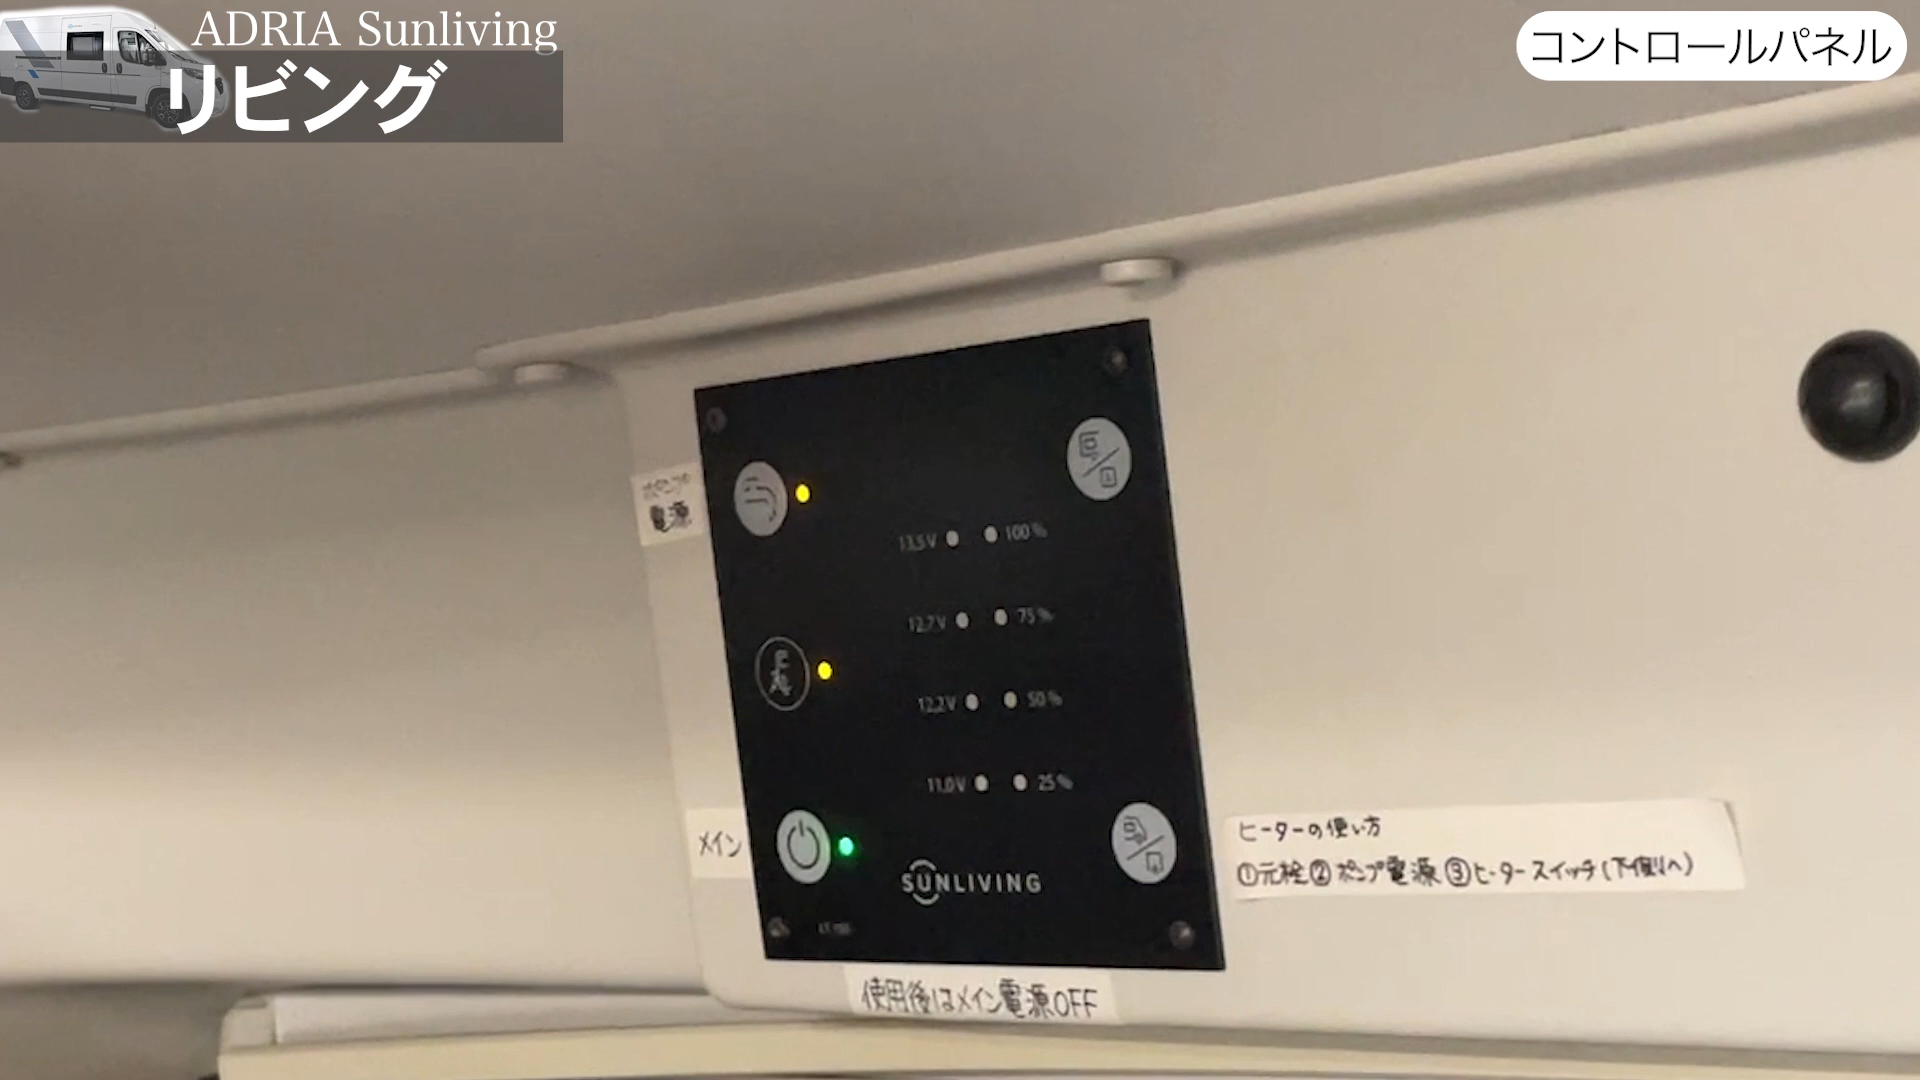 ADRIA Sunliving
リビング
コントロールパネル
ポンプ
電源
13,5V 100%
12,7V 75%
12,2V 50%
11,0V 25%
メイン
SUNLIVING
ヒーターの使い方
①元栓②ポンプ電源③ヒータースイッチ(下側へ)
使用後はメイン電源OFF